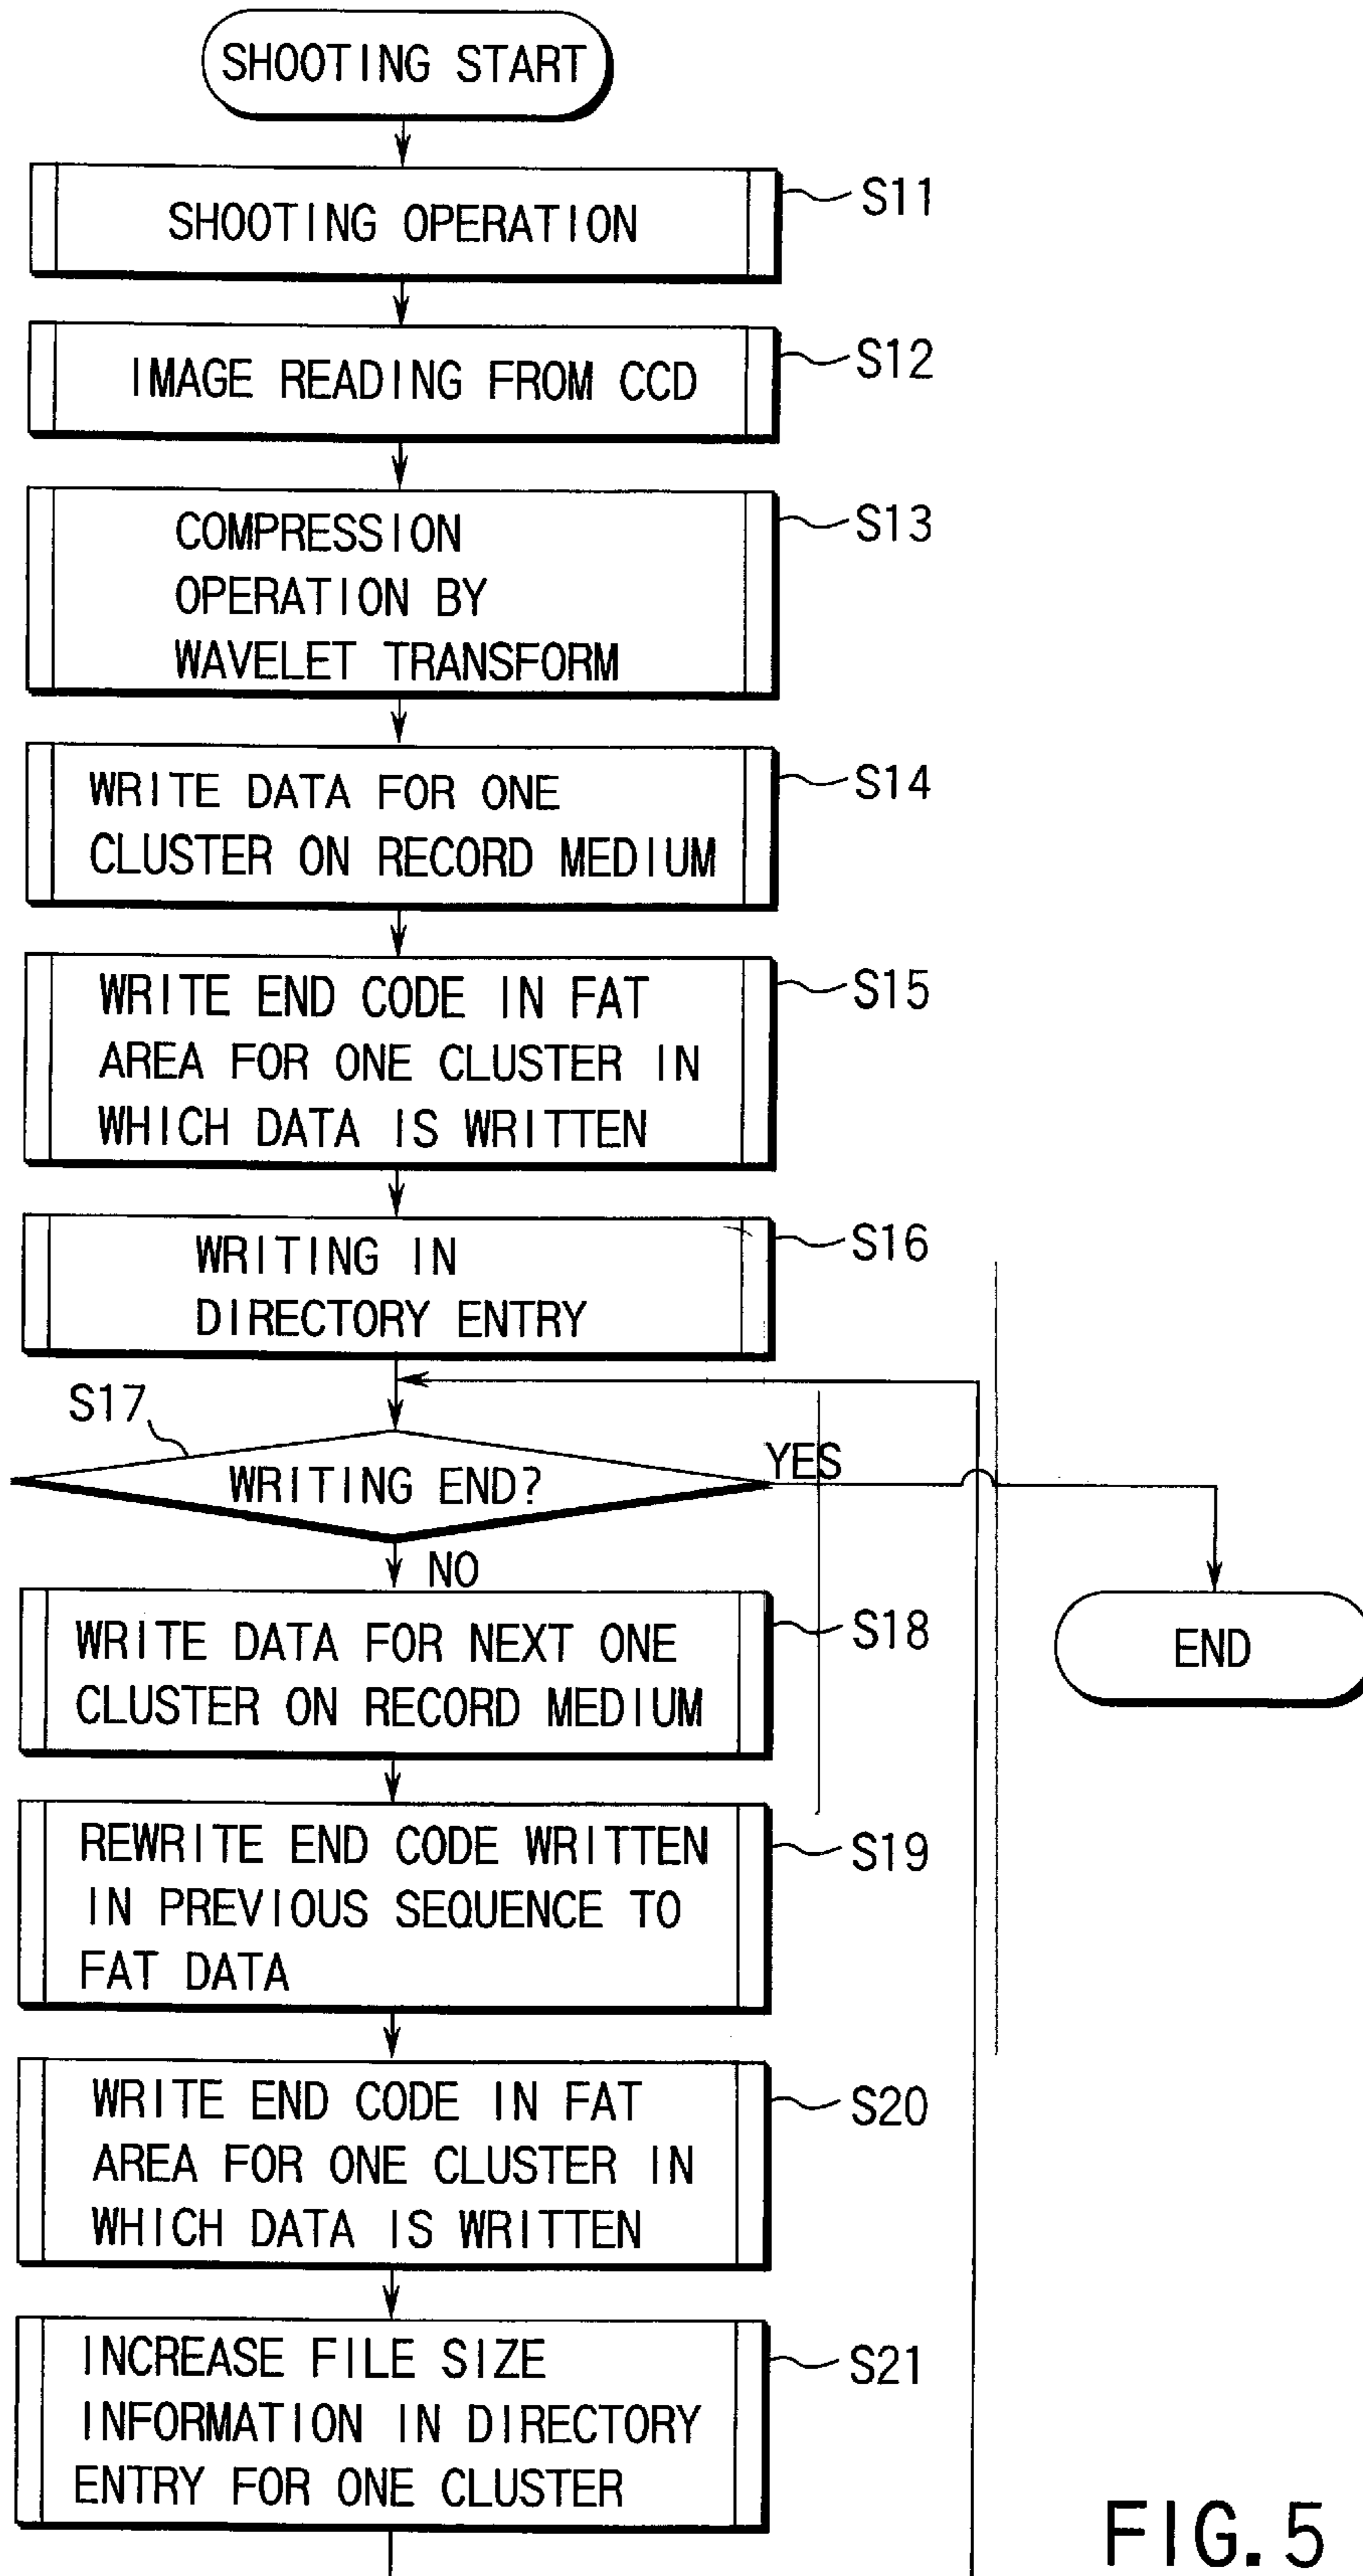 SHOOTING START
SHOOTING OPERATION
S11
IMAGE READING FROM CCD
S12
COMPRESSION
OPERATION BY
WAVELET TRANSFORM
S13
WRITE DATA FOR ONE
CLUSTER ON RECORD MEDIUM
S14
WRITE END CODE IN FAT
AREA FOR ONE CLUSTER IN
WHICH DATA IS WRITTEN
S15
WRITING IN
DIRECTORY ENTRY
S16
S17
WRITING END?
YES
NO
END
WRITE DATA FOR NEXT ONE
CLUSTER ON RECORD MEDIUM
S18
REWRITE END CODE WRITTEN
IN PREVIOUS SEQUENCE TO
FAT DATA
S19
WRITE END CODE IN FAT
AREA FOR ONE CLUSTER IN
WHICH DATA IS WRITTEN
S20
INCREASE FILE SIZE
INFORMATION IN DIRECTORY
ENTRY FOR ONE CLUSTER
S21
FIG. 5